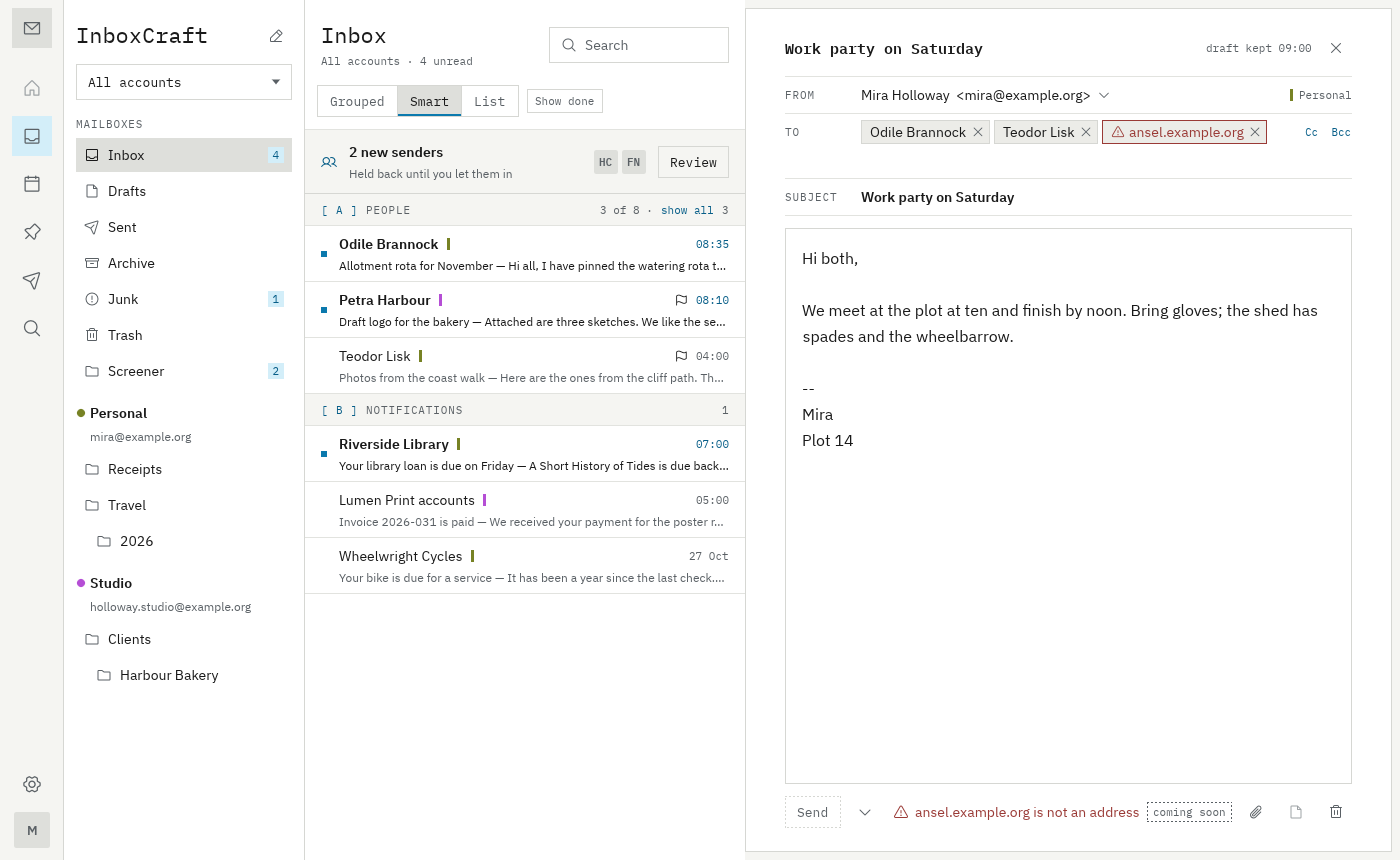 InboxCraft
All accounts
MAILBOXES
Inbox 4
Drafts
Sent
Archive
Junk 1
Trash
Screener 2
Personal
mira@example.org
Receipts
Travel
2026
Studio
holloway.studio@example.org
Clients
Harbour Bakery
M
Inbox
All accounts · 4 unread
Search
Grouped Smart List Show done
2 new senders
Held back until you let them in
HC FN Review
[ A ] PEOPLE 3 of 8 · show all 3
Odile Brannock 08:35
Allotment rota for November — Hi all, I have pinned the watering rota t…
Petra Harbour 08:10
Draft logo for the bakery — Attached are three sketches. We like the se…
Teodor Lisk 04:00
Photos from the coast walk — Here are the ones from the cliff path. Th…
[ B ] NOTIFICATIONS 1
Riverside Library 07:00
Your library loan is due on Friday — A Short History of Tides is due back…
Lumen Print accounts 05:00
Invoice 2026-031 is paid — We received your payment for the poster r…
Wheelwright Cycles 27 Oct
Your bike is due for a service — It has been a year since the last check.…
Work party on Saturday draft kept 09:00
FROM Mira Holloway <mira@example.org> Personal
TO Odile Brannock Teodor Lisk ansel.example.org Cc Bcc
SUBJECT Work party on Saturday
Hi both,
We meet at the plot at ten and finish by noon. Bring gloves; the shed has
spades and the wheelbarrow.
--
Mira
Plot 14
Send ansel.example.org is not an address coming soon